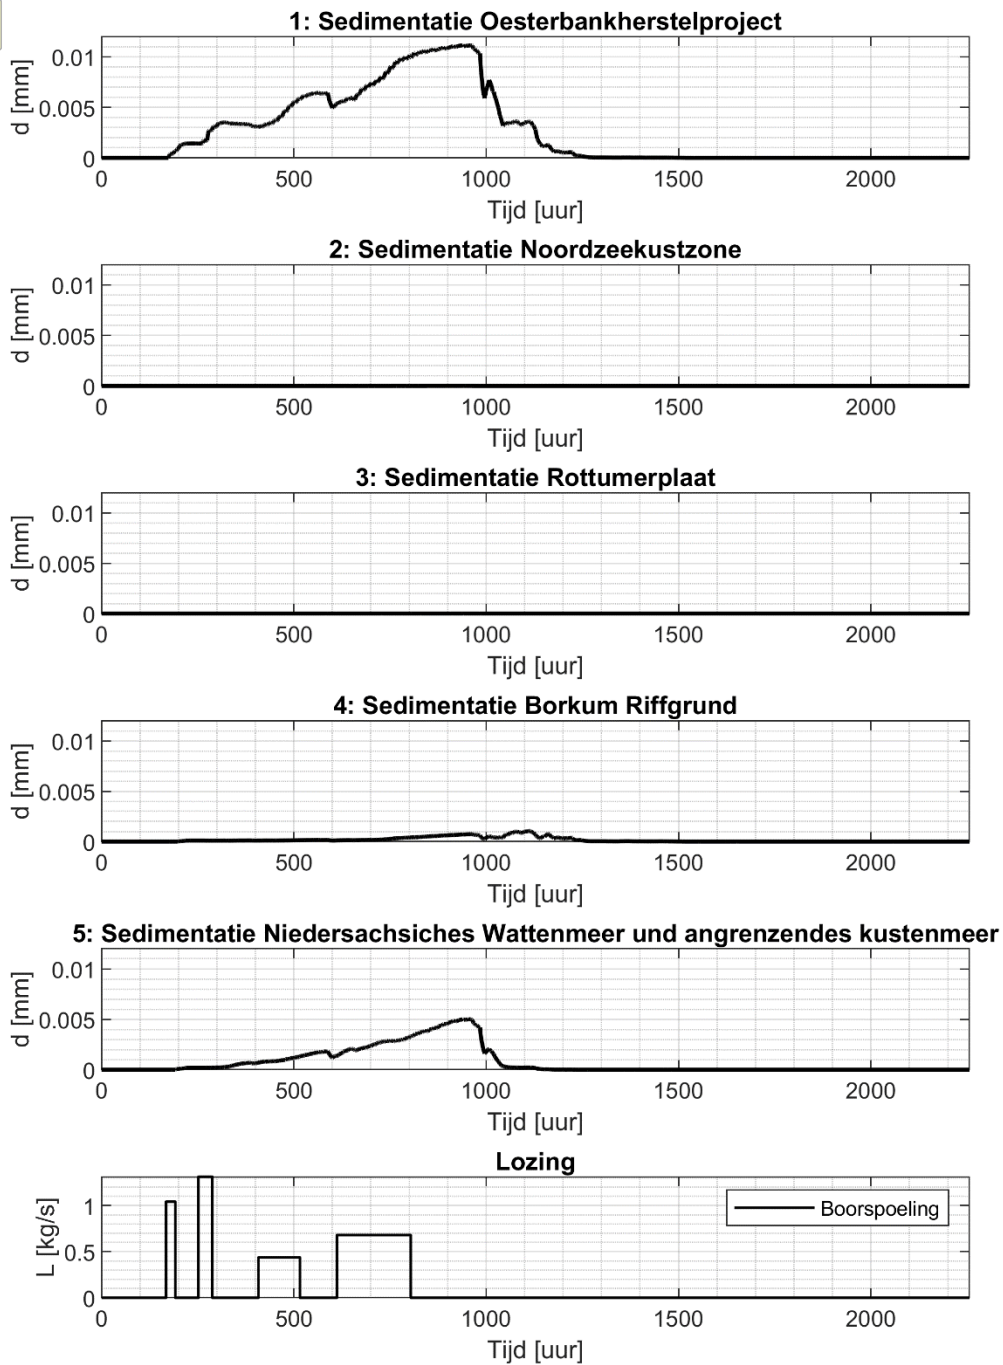 1: Sedimentatie Oesterbankherstelproject
0.01
0.005
0
d [mm]
0 500 1000 1500 2000
Tijd [uur]
2: Sedimentatie Noordzeekustzone
0.01
0.005
0
d [mm]
0 500 1000 1500 2000
Tijd [uur]
3: Sedimentatie Rottumerplaat
0.01
0.005
0
d [mm]
0 500 1000 1500 2000
Tijd [uur]
4: Sedimentatie Borkum Riffgrund
0.01
0.005
0
d [mm]
0 500 1000 1500 2000
Tijd [uur]
5: Sedimentatie Niedersachsiches Wattenmeer und angrenzendes kustenmeer
0.01
0.005
0
d [mm]
0 500 1000 1500 2000
Tijd [uur]
Lozing
1
0.5
0
L [kg/s]
Boorspoeling
0 500 1000 1500 2000
Tijd [uur]